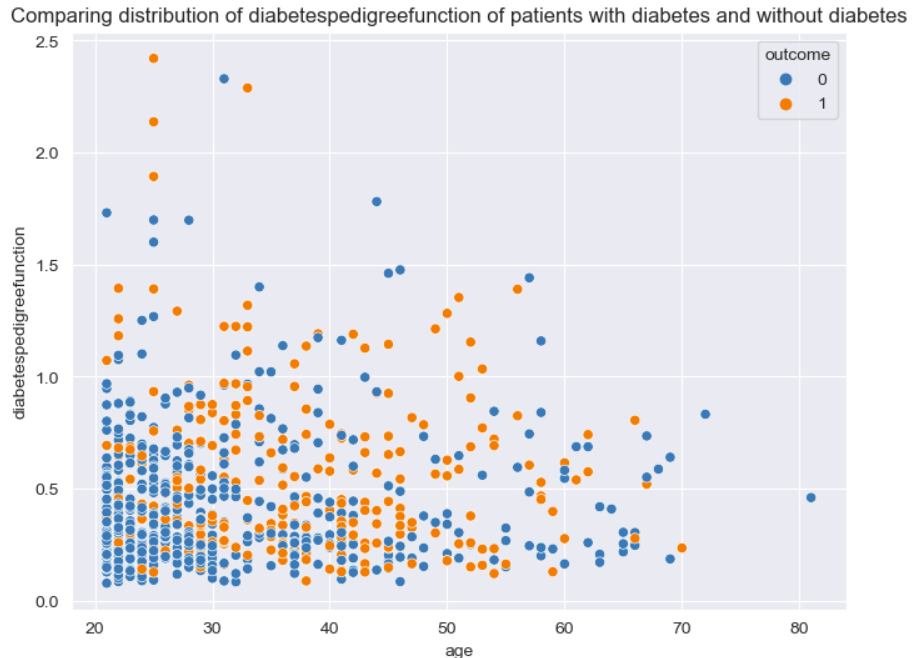 Comparing distribution of diabetespedigreefunction of patients with diabetes and without diabetes
2.5
2.0
1.5
1.0
0.5
0.0
diabetespedigreefunction
outcome
0
1
20 30 40 50 60 70 80
age